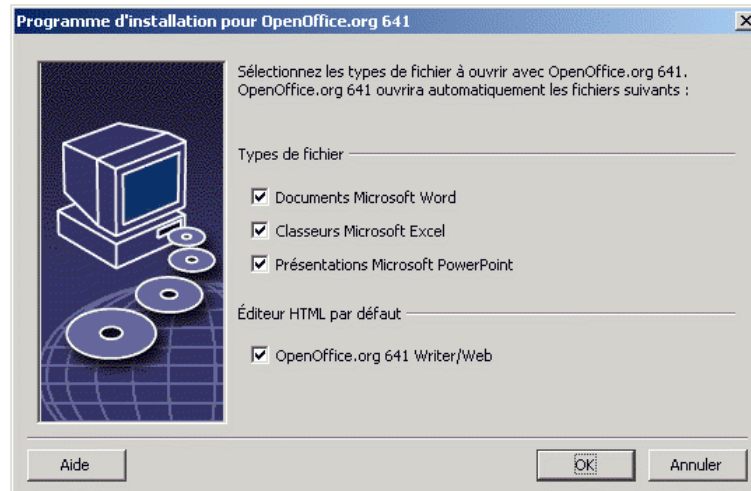 Programme d'installation pour OpenOffice.org 641
Sélectionnez les types de fichier à ouvrir avec OpenOffice.org 641.
OpenOffice.org 641 ouvrira automatiquement les fichiers suivants :
Types de fichier
Documents Microsoft Word
Classeurs Microsoft Excel
Présentations Microsoft PowerPoint
Éditeur HTML par défaut
OpenOffice.org 641 Writer/Web
Aide
OK
Annuler